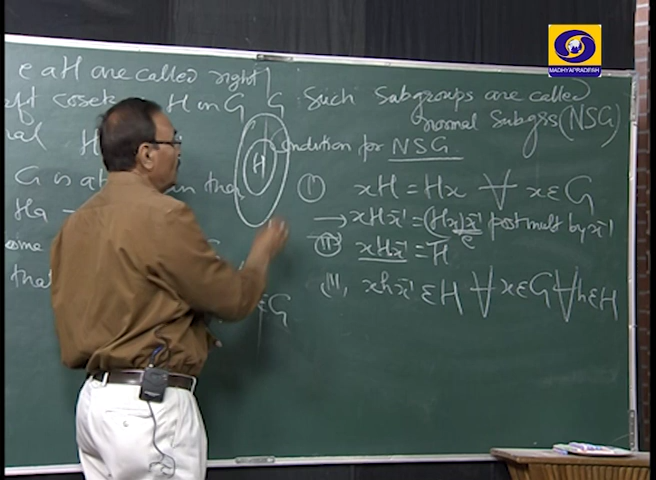 e aH are called right
cosets H in G
H
G is
Ha
that
G
H
G : Such Subgroups are called
normal Subgps (NSG)
Condition for NSG
(I) xH = Hx ∀ x∈G
→ xHx⁻¹ = (Hx)x⁻¹ post mult by x⁻¹
e
(II) xHx⁻¹ = H
(III) xhx⁻¹ ∈ H ∀ x∈G ∀ h∈H
MADHYAPRADESH